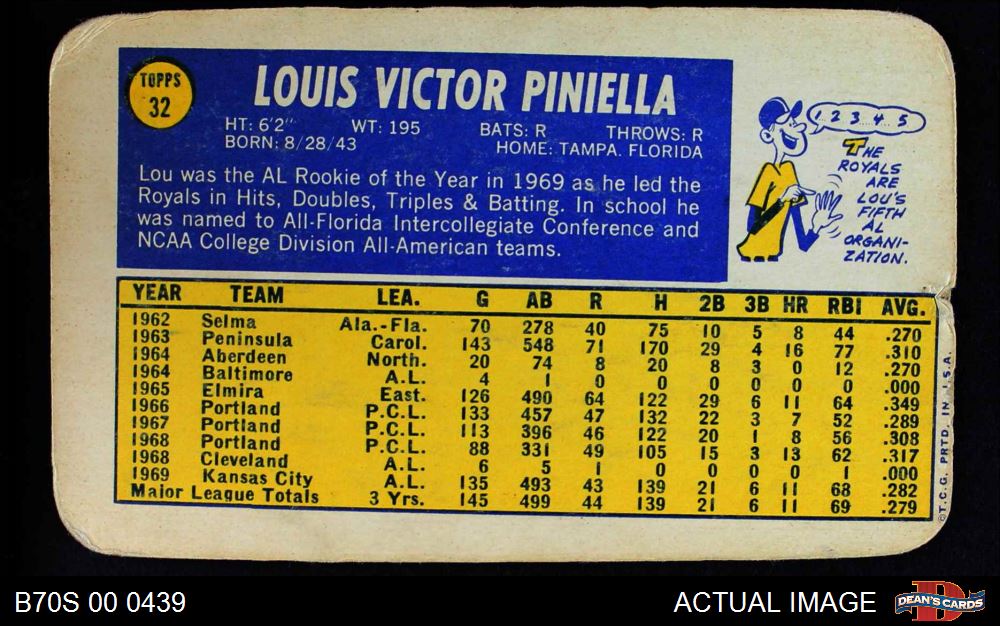 TOPPS
32
LOUIS VICTOR PINIELLA
HT: 6'2" WT: 195 BATS: R THROWS: R
BORN: 8/28/43 HOME: TAMPA. FLORIDA
Lou was the AL Rookie of the Year in 1969 as he led the
Royals in Hits, Doubles, Triples & Batting. In school he
was named to All-Florida Intercollegiate Conference and
NCAA College Division All-American teams.
1 2 3 4 5
THE
ROYALS
ARE
LOU'S
FIFTH
AL
ORGANI-
ZATION.
YEAR TEAM LEA. G AB R H 2B 3B HR RBI AVG.
1962 Selma Ala.-Fla. 70 278 40 75 10 5 8 44 .270
1963 Peninsula Carol. 143 548 71 170 29 4 16 77 .310
1964 Aberdeen North. 20 74 8 20 8 3 0 12 .270
1964 Baltimore A.L. 4 1 0 0 0 0 0 0 .000
1965 Elmira East. 126 490 64 122 29 6 11 64 .349
1966 Portland P.C.L. 133 457 47 132 22 3 7 52 .289
1967 Portland P.C.L. 113 396 46 122 20 1 8 56 .308
1968 Portland P.C.L. 88 331 49 105 15 3 13 62 .317
1968 Cleveland A.L. 6 5 1 0 0 0 0 1 .000
1969 Kansas City A.L. 135 493 43 139 21 6 11 68 .282
Major League Totals 3 Yrs. 145 499 44 139 21 6 11 69 .279
©T.C.G. PRTD. IN U.S.A.
B70S 00 0439
ACTUAL IMAGE
D
DEAN'S CARDS